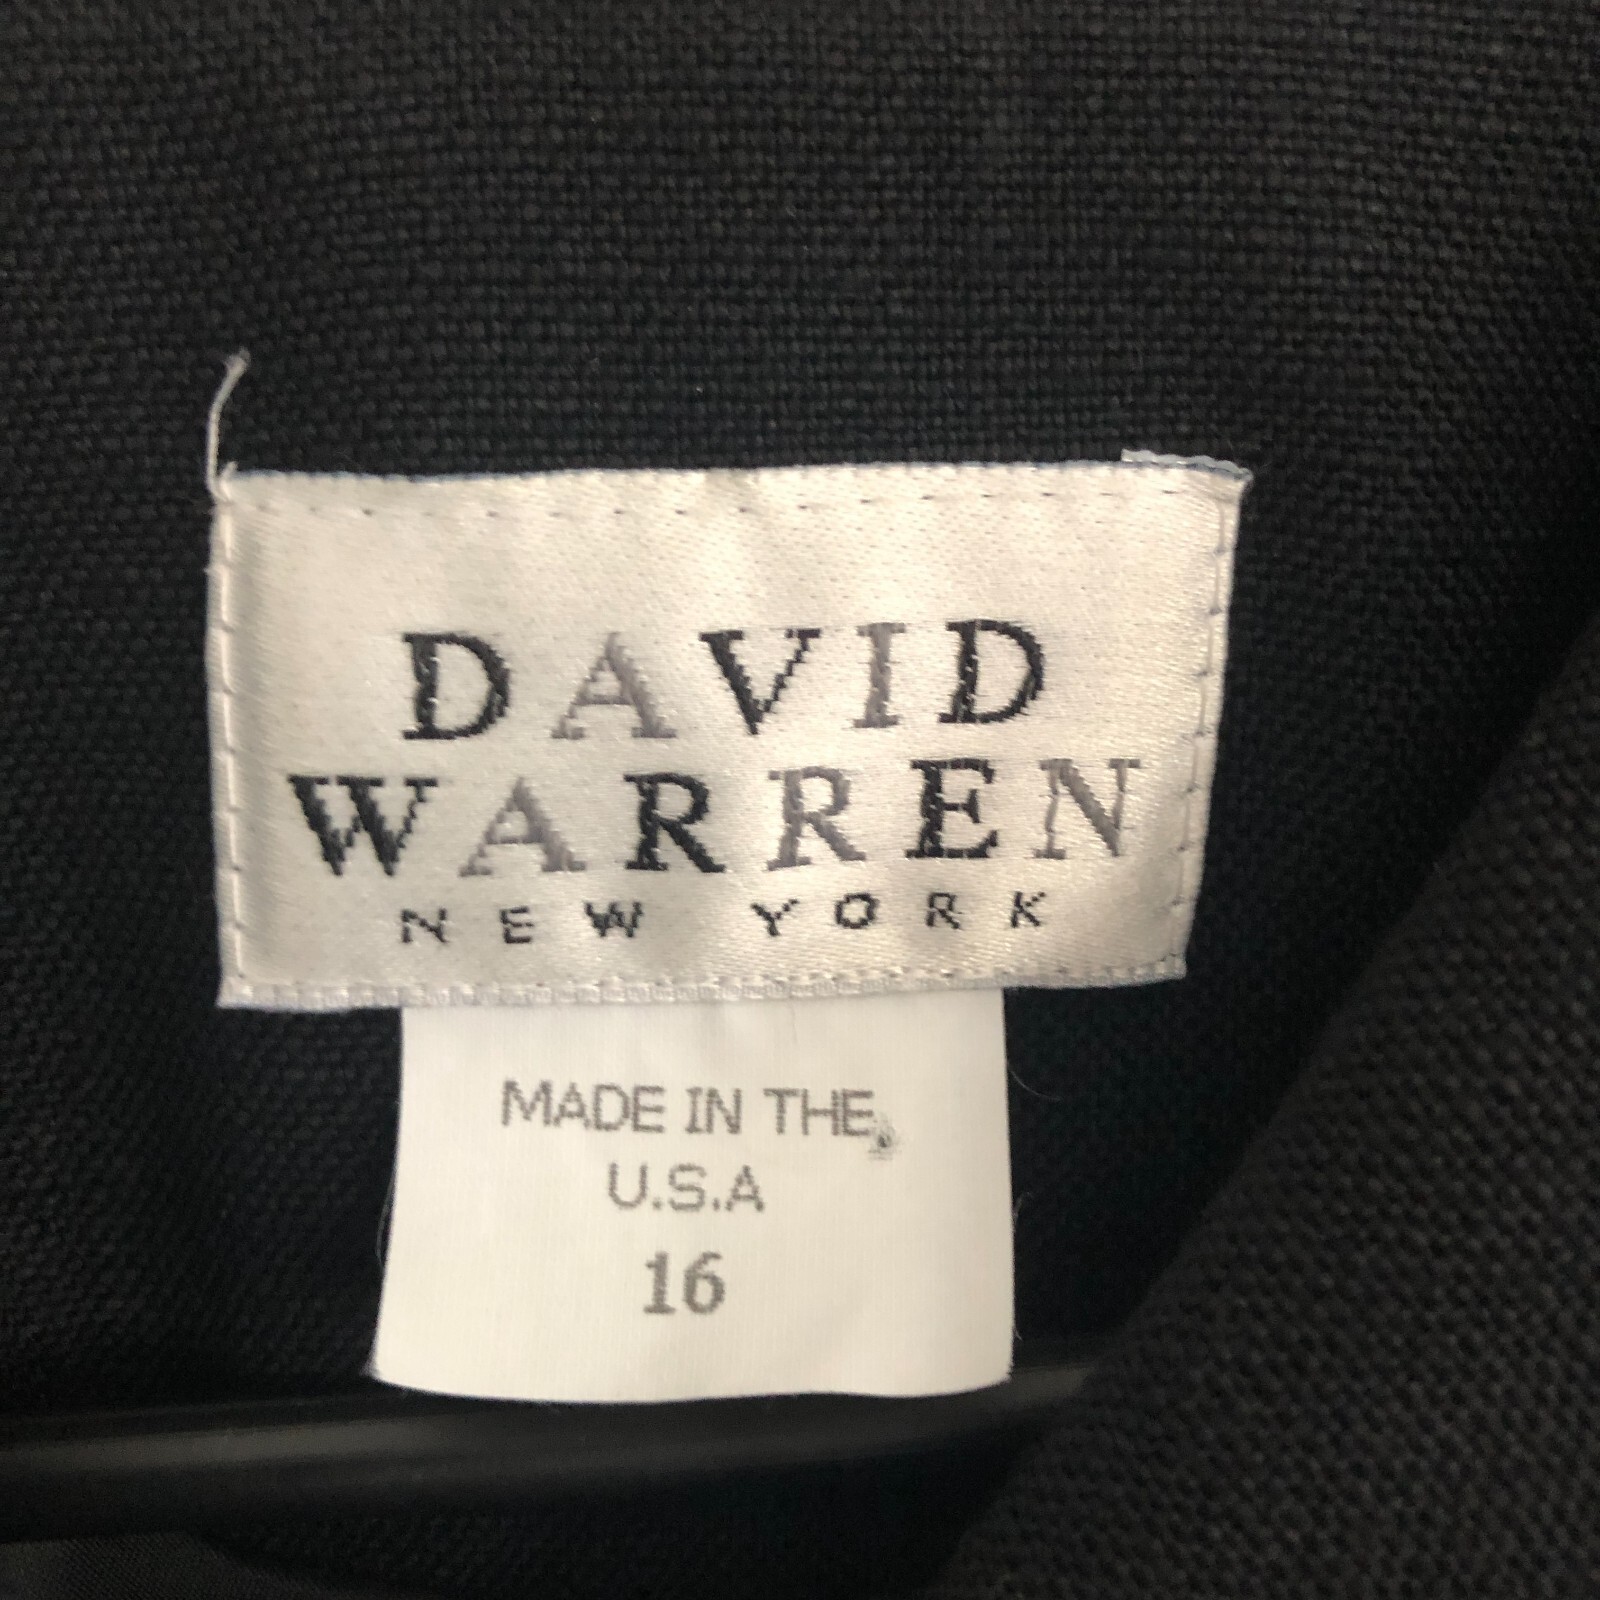 DAVID
WARREN
NEW YORK
MADE IN THE
U.S.A
16